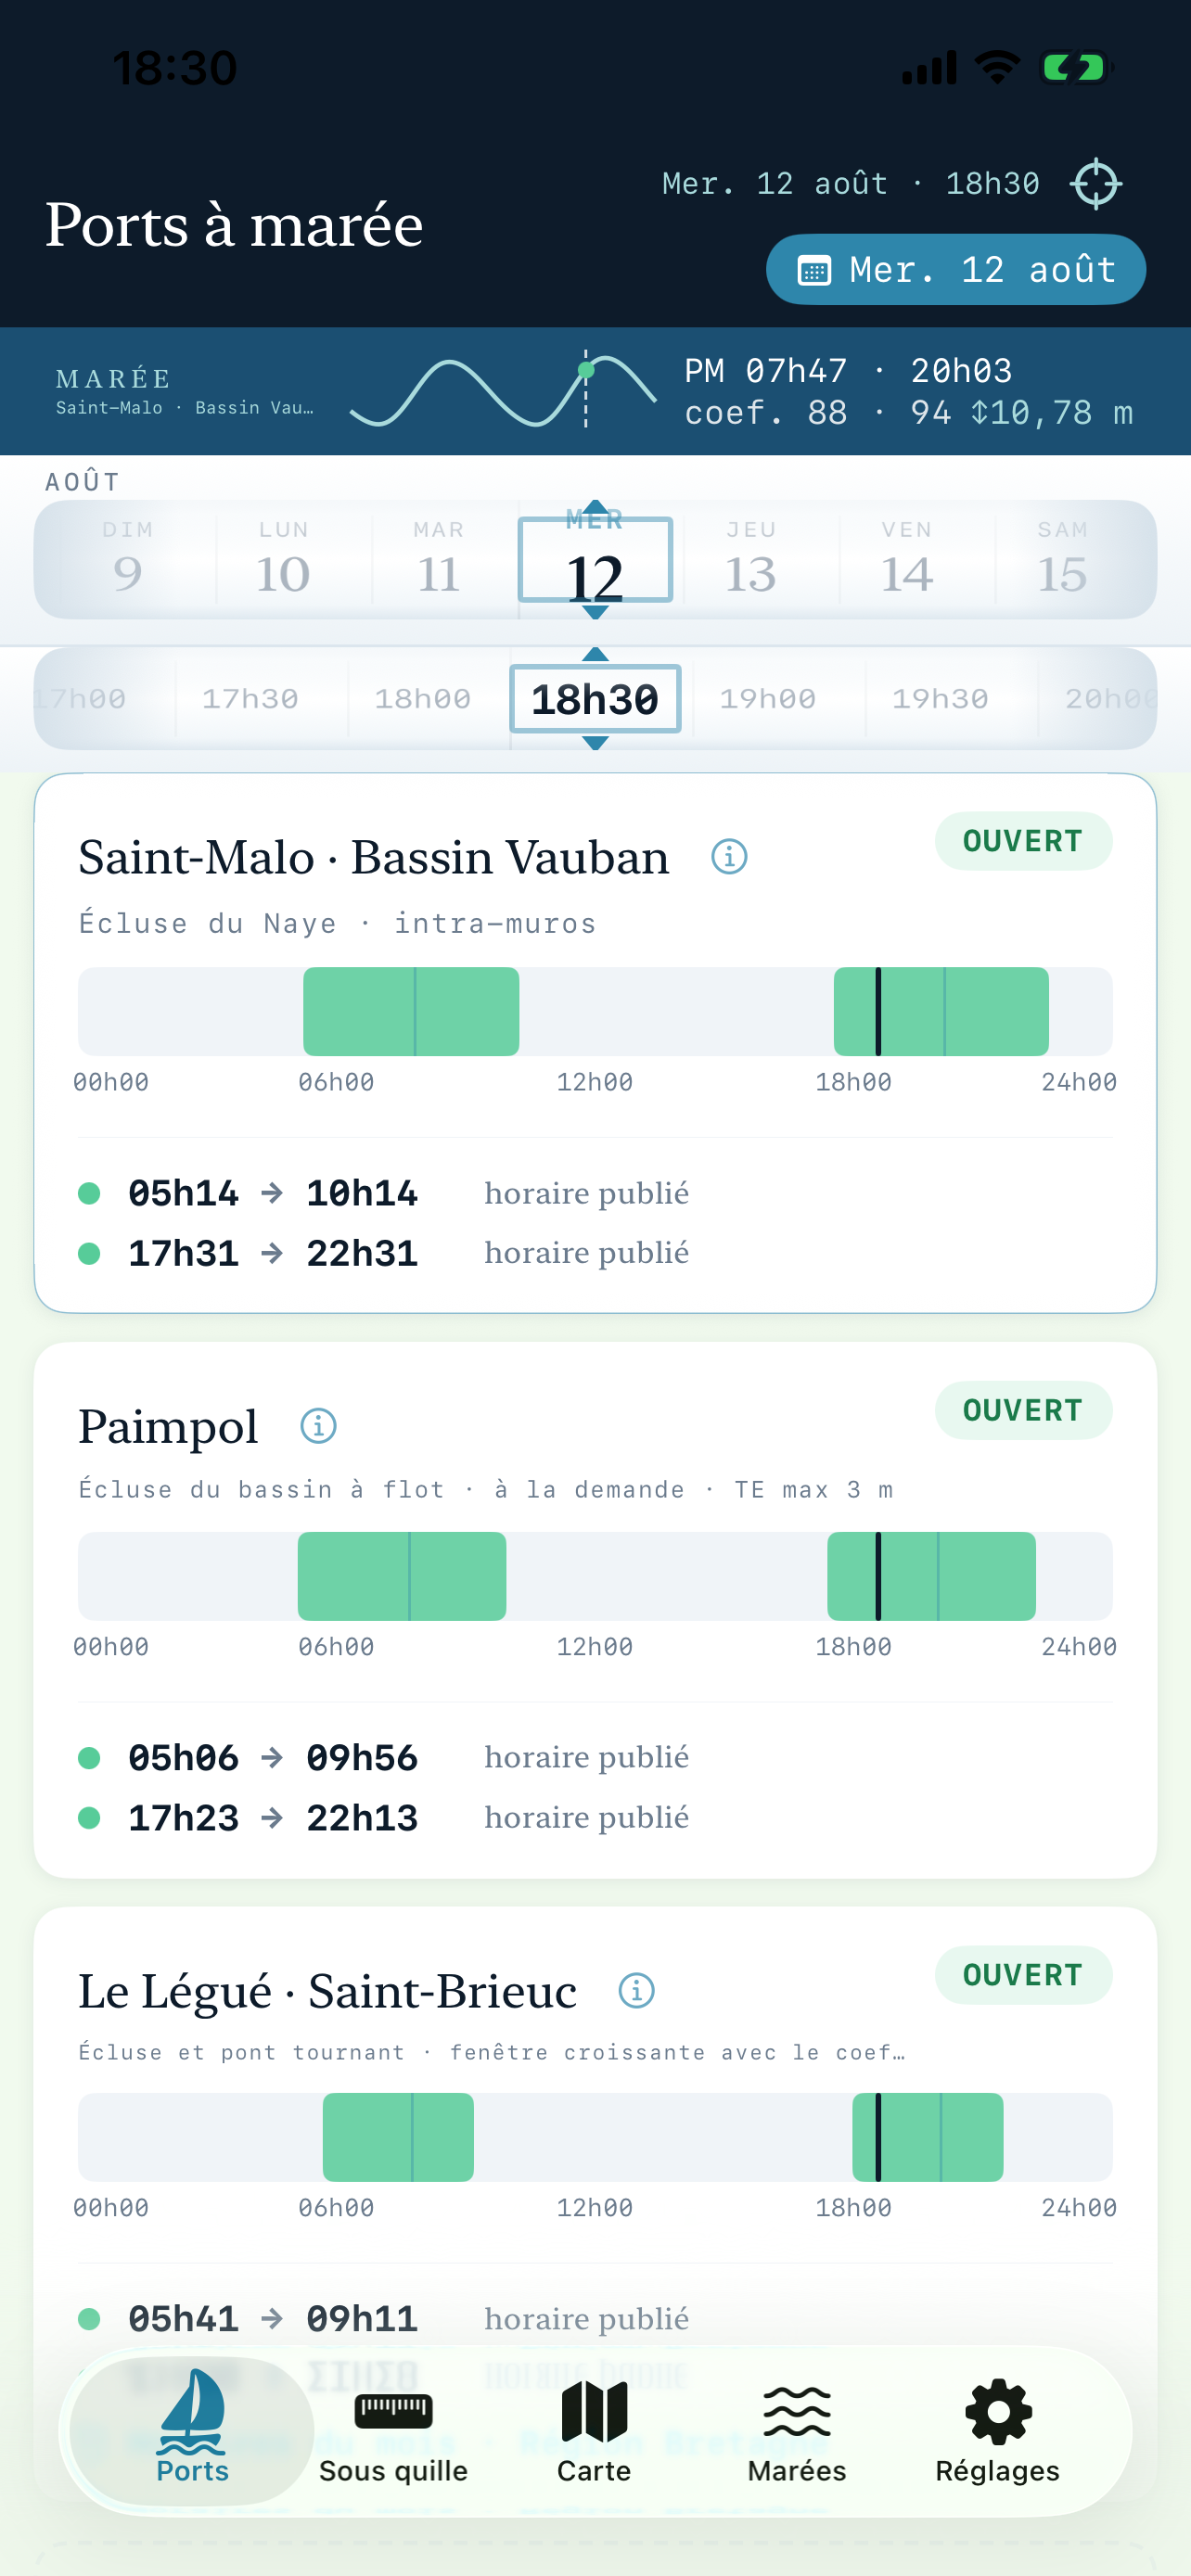 18:30
Mer. 12 août · 18h30
Ports à marée
Mer. 12 août
MARÉE
Saint-Malo · Bassin Vau…
PM 07h47 · 20h03
coef. 88 · 94 ↕10,78 m
AOÛT
DIM LUN MAR MER JEU VEN SAM
9 10 11 12 13 14 15
17h00 17h30 18h00 18h30 19h00 19h30 20h00
Saint-Malo · Bassin Vauban
OUVERT
Écluse du Naye · intra-muros
00h00 06h00 12h00 18h00 24h00
05h14 → 10h14 horaire publié
17h31 → 22h31 horaire publié
Paimpol
OUVERT
Écluse du bassin à flot · à la demande · TE max 3 m
00h00 06h00 12h00 18h00 24h00
05h06 → 09h56 horaire publié
17h23 → 22h13 horaire publié
Le Légué · Saint-Brieuc
OUVERT
Écluse et pont tournant · fenêtre croissante avec le coef…
00h00 06h00 12h00 18h00 24h00
05h41 → 09h11 horaire publié
du mois · Région Bretagne
Ports Sous quille Carte Marées Réglages